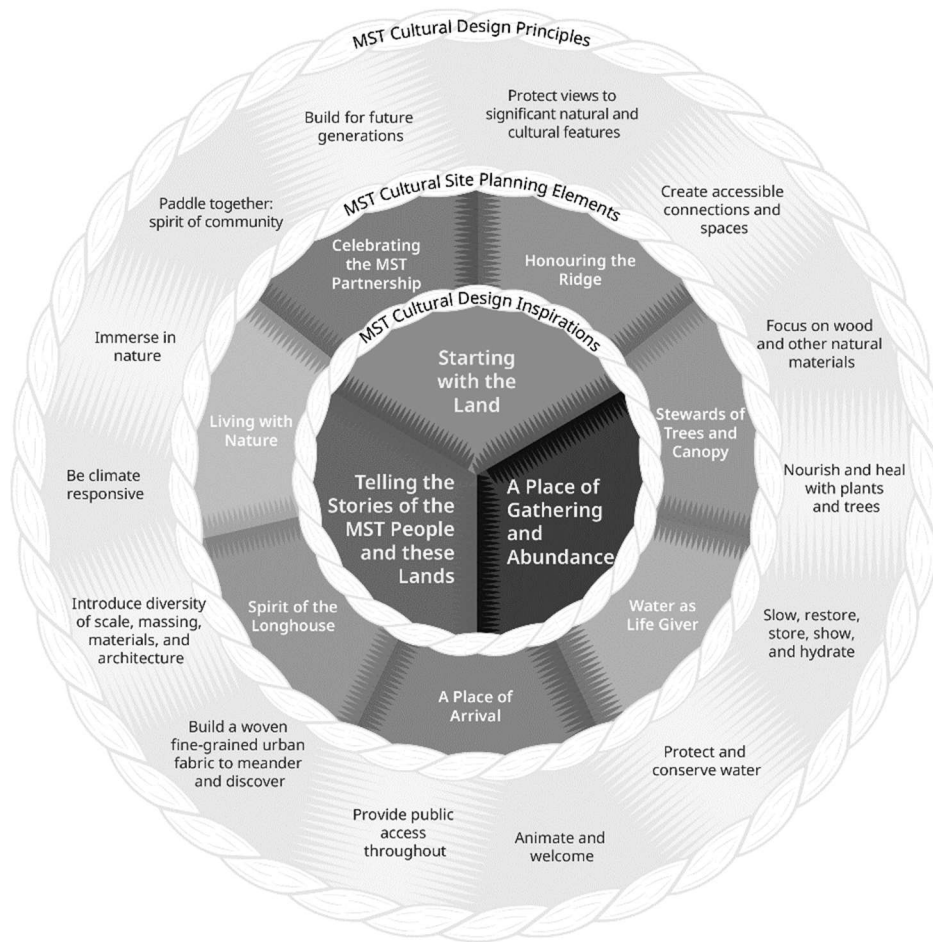 MST Cultural Design Principles
Build for future
generations
Protect views to
significant natural and
cultural features
Create accessible
connections and
spaces
Focus on wood
and other natural
materials
Nourish and heal
with plants
and trees
Slow, restore,
store, show,
and hydrate
Protect and
conserve water
Animate and
welcome
Provide public
access
throughout
Build a woven
fine-grained urban
fabric to meander
and discover
Introduce diversity
of scale, massing,
materials, and
architecture
Be climate
responsive
Immerse in
nature
Paddle together:
spirit of community
MST Cultural Site Planning Elements
Celebrating
the MST
Partnership
Honouring the
Ridge
Stewards of
Trees and
Canopy
Water as
Life Giver
A Place of
Arrival
Spirit of the
Longhouse
Living with
Nature
MST Cultural Design Inspirations
Starting
with the
Land
A Place of
Gathering
and
Abundance
Telling the
Stories of the
MST People
and these
Lands